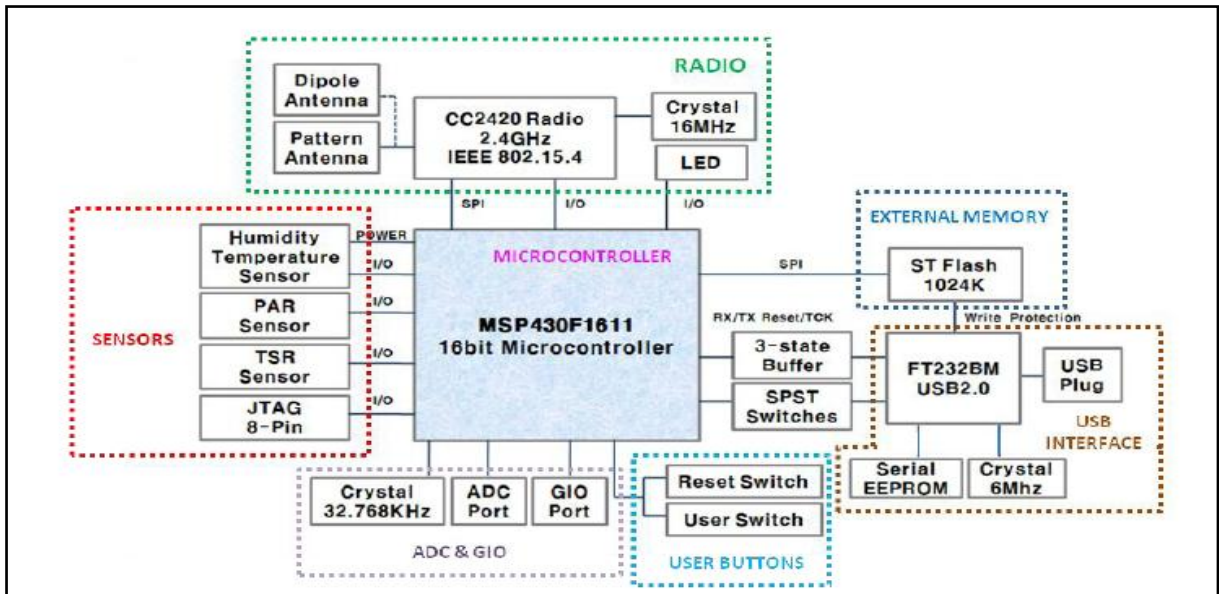 RADIO
Dipole
Antenna
Pattern
Antenna
CC2420 Radio
2.4GHz
IEEE 802.15.4
Crystal
16MHz
LED
SPI
I/O
I/O
SENSORS
Humidity
Temperature
Sensor
PAR
Sensor
TSR
Sensor
JTAG
8-Pin
POWER
I/O
I/O
I/O
I/O
MICROCONTROLLER
MSP430F1611
16bit Microcontroller
SPI
EXTERNAL MEMORY
ST Flash
1024K
Write Protection
RX/TX Reset/TCK
3-state
Buffer
SPST
Switches
FT232BM
USB2.0
USB
Plug
USB
INTERFACE
Serial
EEPROM
Crystal
6Mhz
Crystal
32.768KHz
ADC
Port
GIO
Port
ADC & GIO
Reset Switch
User Switch
USER BUTTONS